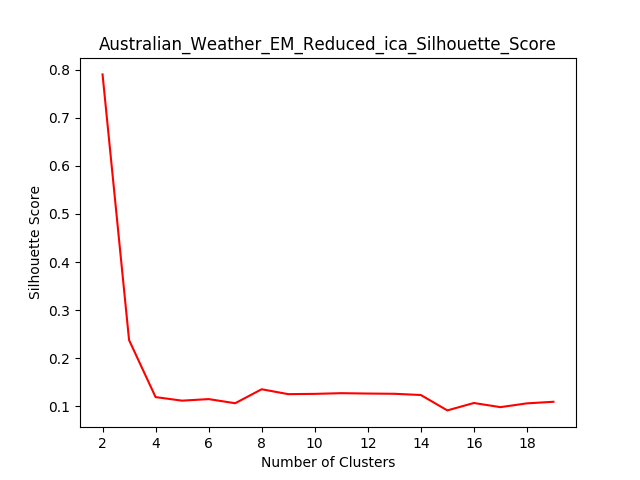 Australian_Weather_EM_Reduced_ica_Silhouette_Score
0.8
0.7
0.6
0.5
0.4
0.3
0.2
0.1
Silhouette Score
2 4 6 8 10 12 14 16 18
Number of Clusters